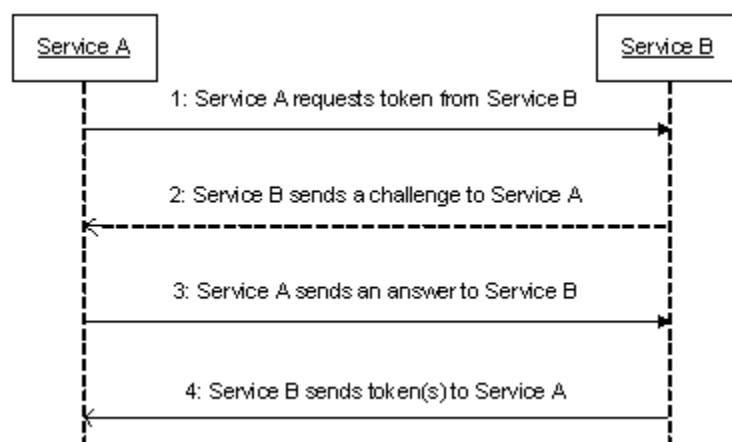 Service A
Service B
1: Service A requests token from Service B
2: Service B sends a challenge to Service A
3: Service A sends an answer to Service B
4: Service B sends token(s) to Service A